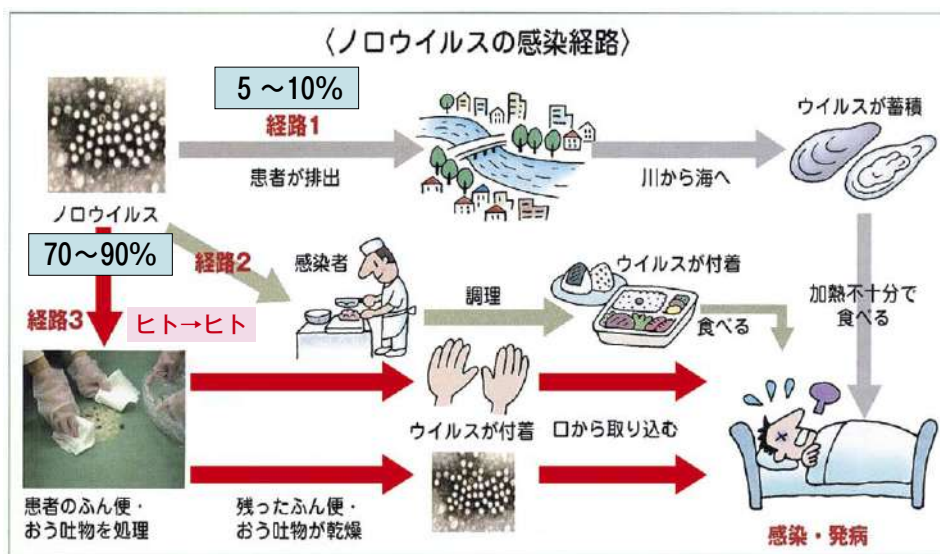 〈ノロウイルスの感染経路〉
5～10%
経路1
患者が排出
川から海へ
ウイルスが蓄積
ノロウイルス
70～90%
経路2
感染者
調理
ウイルスが付着
食べる
加熱不十分で
食べる
経路3
ヒト→ヒト
ウイルスが付着
口から取り込む
患者のふん便・
おう吐物を処理
残ったふん便・
おう吐物が乾燥
感染・発病